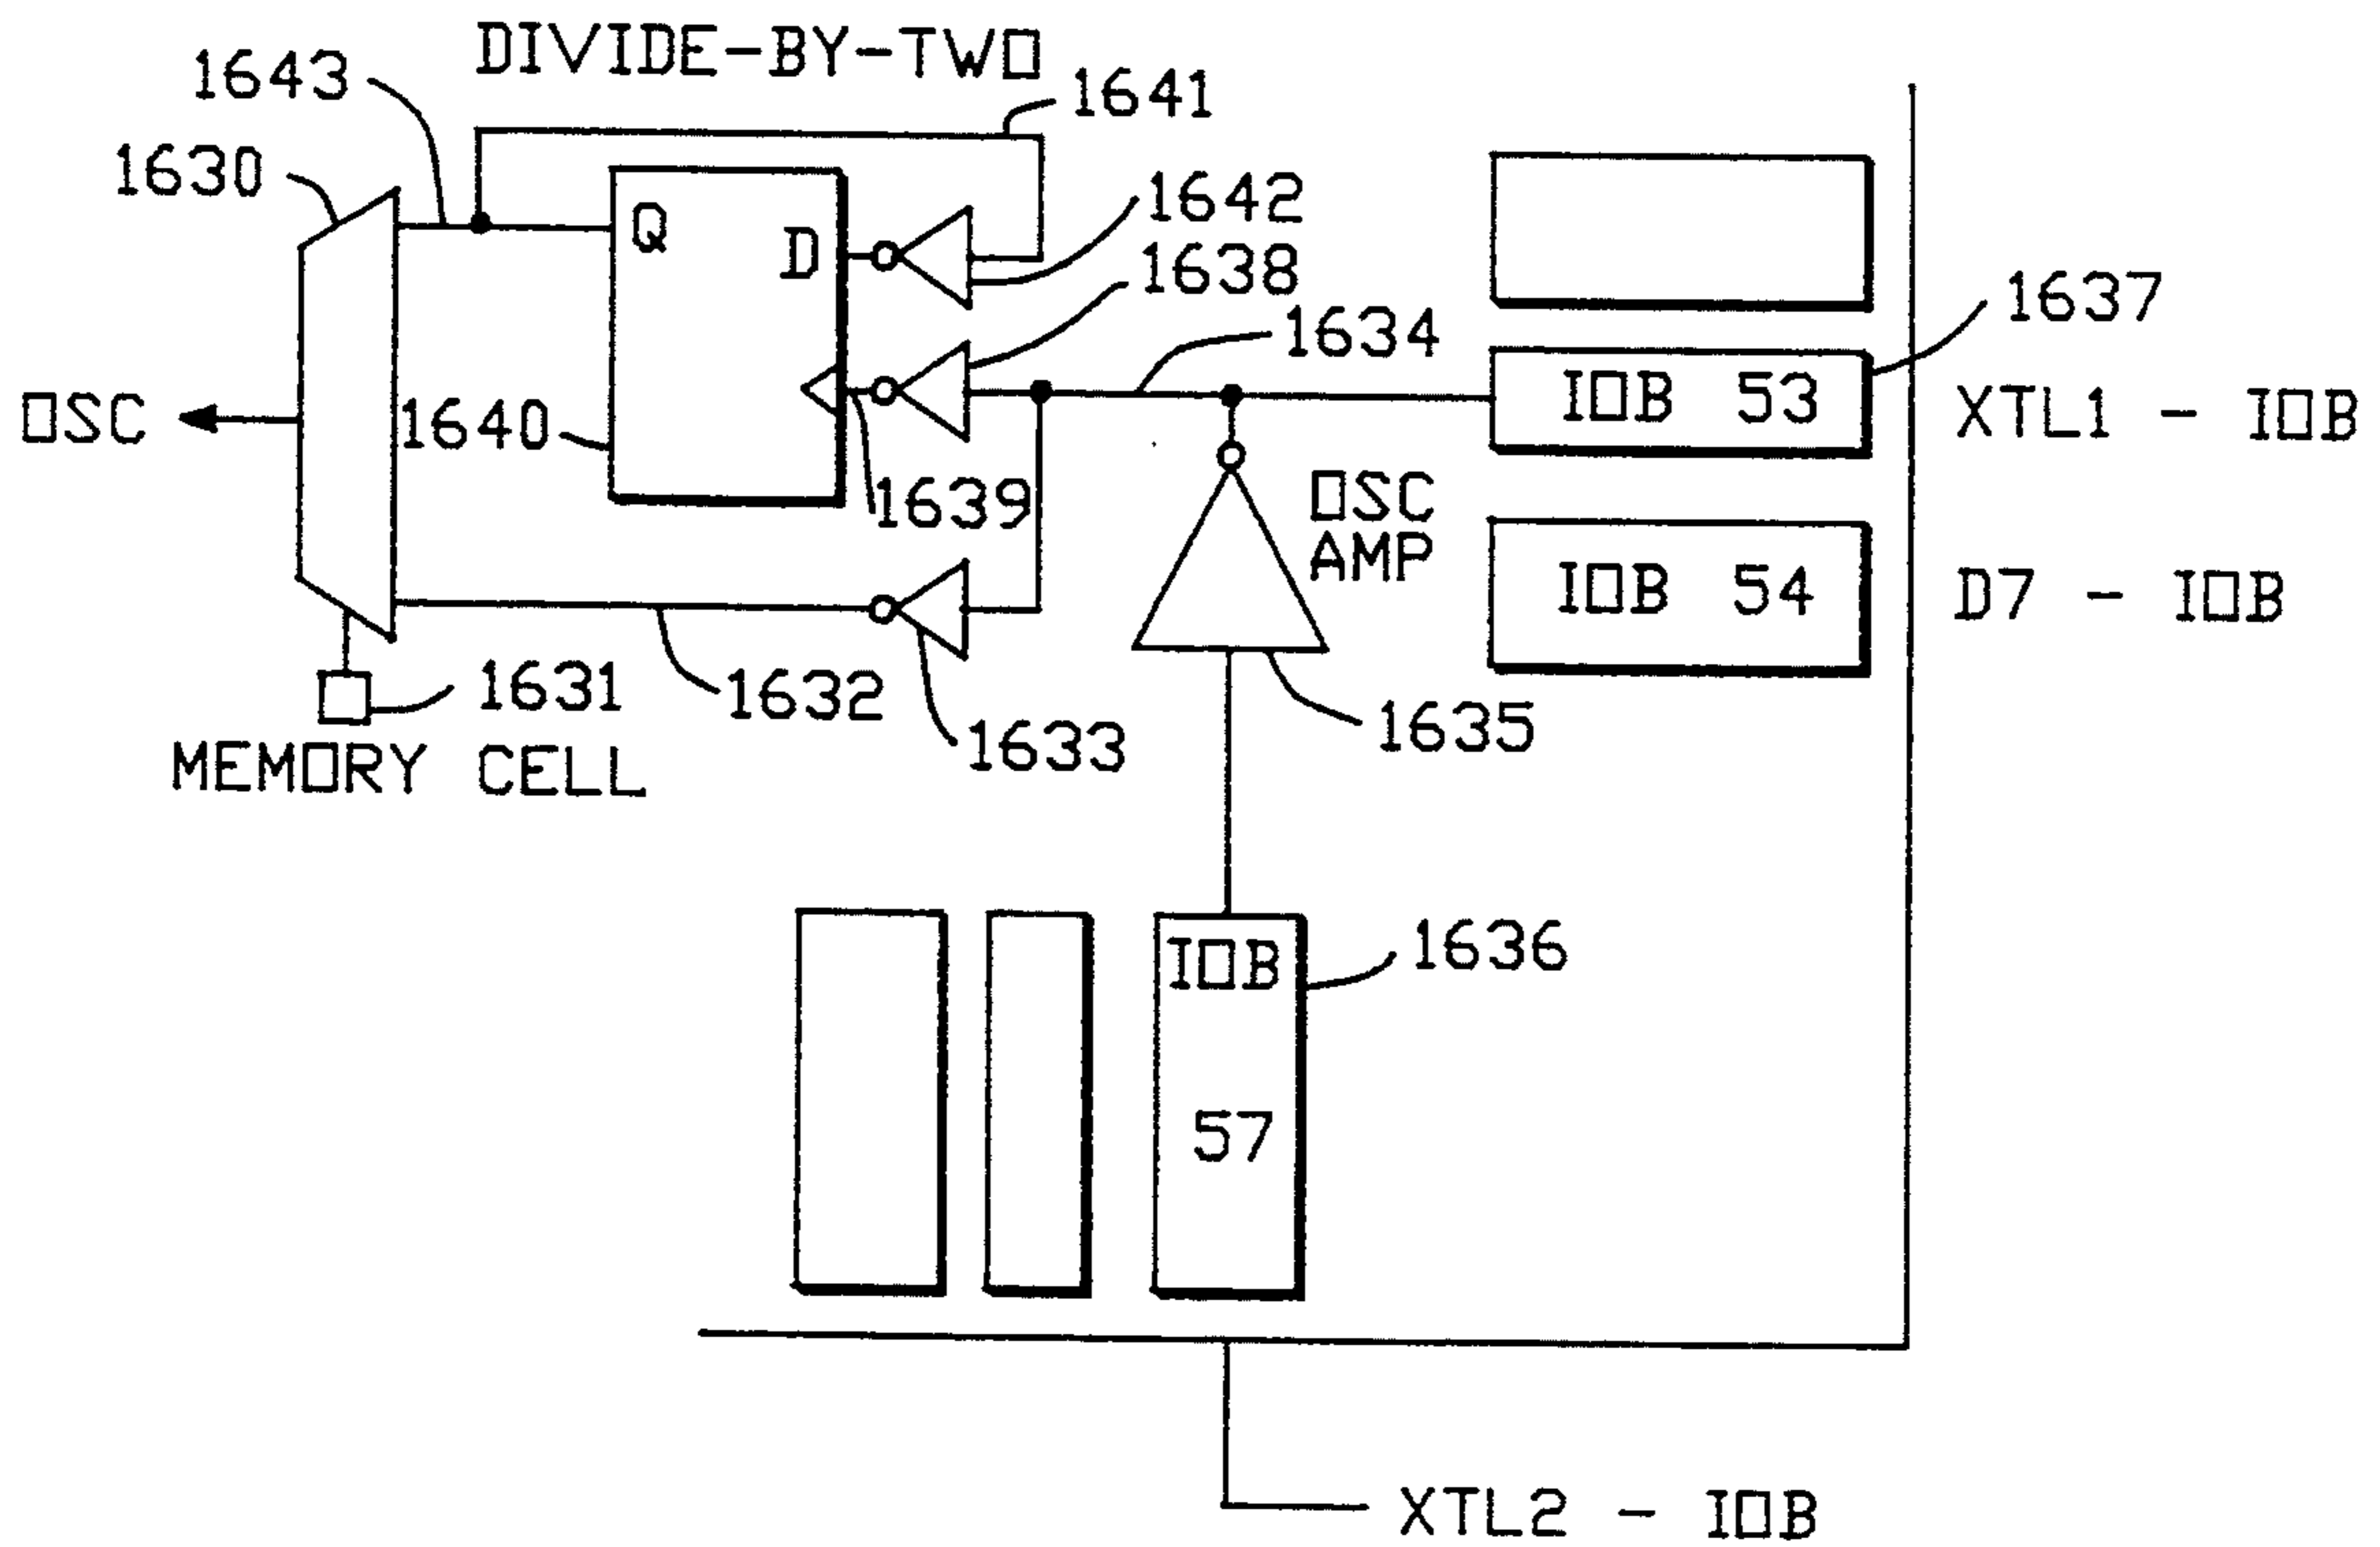 DIVIDE-BY-TWO
1643
1641
1630
1642
Q
D
1638
1637
1634
IOB 53
XTL1 - IOB
OSC
1640
1639
OSC
AMP
IOB 54
D7 - IOB
1631
1632
1633
1635
MEMORY CELL
IOB
57
1636
XTL2 - IOB